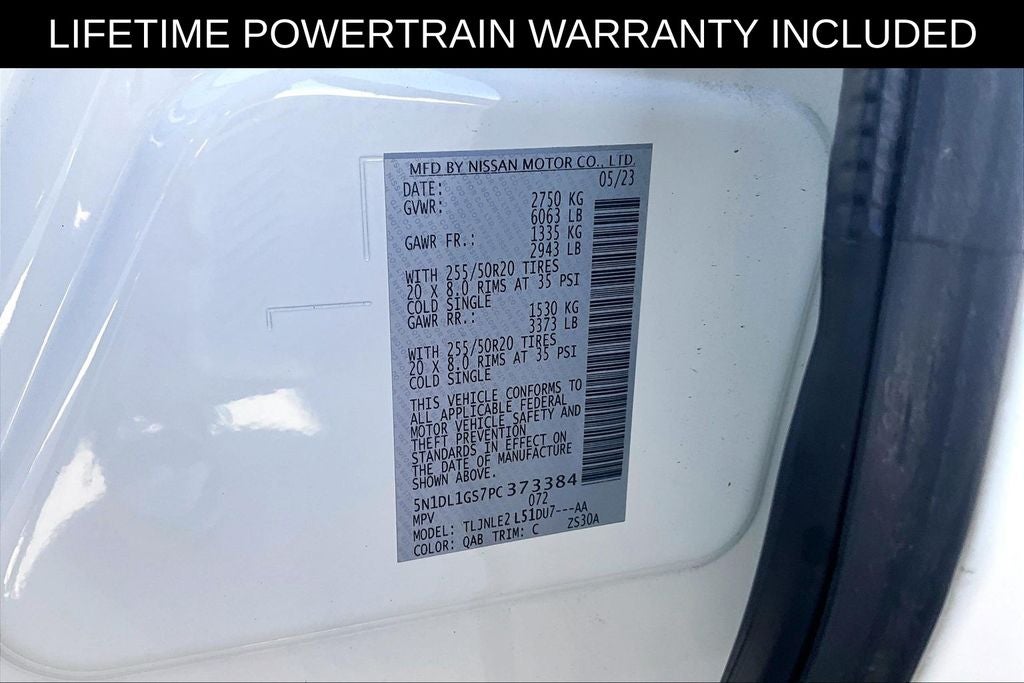 LIFETIME POWERTRAIN WARRANTY INCLUDED
MFD BY NISSAN MOTOR CO., LTD.
DATE: 05/23
GVWR: 2750 KG
6063 LB
GAWR FR.: 1335 KG
2943 LB
WITH 255/50R20 TIRES
20 X 8.0 RIMS AT 35 PSI
COLD SINGLE
GAWR RR.: 1530 KG
3373 LB
WITH 255/50R20 TIRES
20 X 8.0 RIMS AT 35 PSI
COLD SINGLE
THIS VEHICLE CONFORMS TO
ALL APPLICABLE FEDERAL
MOTOR VEHICLE SAFETY AND
THEFT PREVENTION
STANDARDS IN EFFECT ON
THE DATE OF MANUFACTURE
SHOWN ABOVE.
5N1DL1GS7PC373384
MPV 072
MODEL: TLJNLE2 L51DU7---AA
COLOR: QAB TRIM: C ZS30A